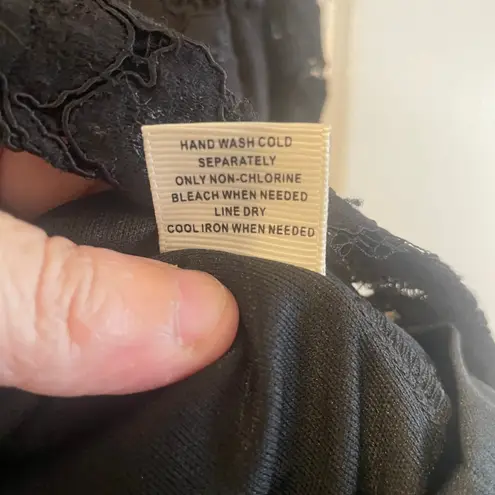 HAND WASH COLD
SEPARATELY
ONLY NON-CHLORINE
BLEACH WHEN NEEDED
LINE DRY
COOL IRON WHEN NEEDED